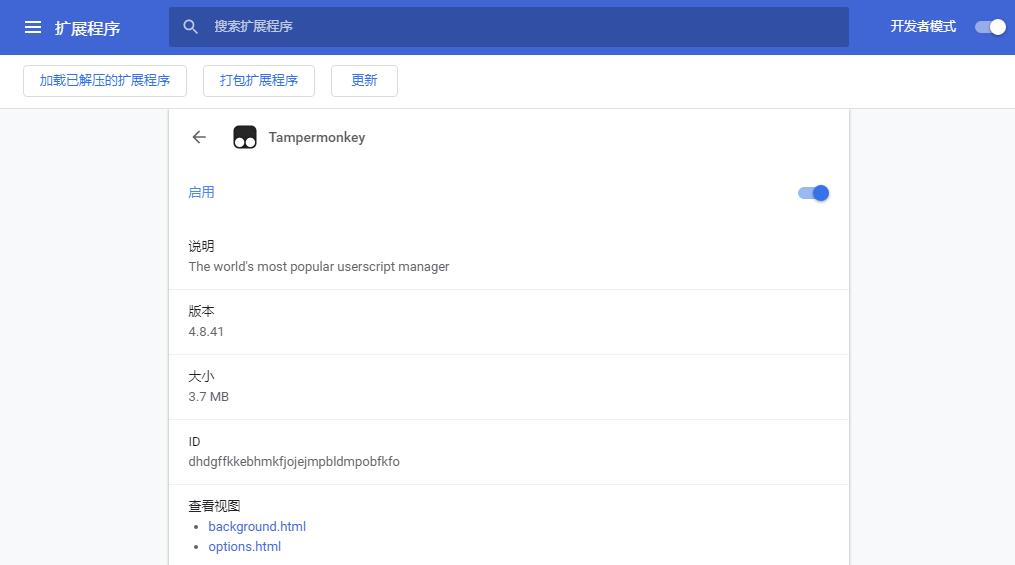 扩展程序
搜索扩展程序
开发者模式
加载已解压的扩展程序
打包扩展程序
更新
Tampermonkey
启用
说明
The world's most popular userscript manager
版本
4.8.41
大小
3.7 MB
ID
dhdgffkkebhmkfjojejmpbldmpobfkfo
查看视图
background.html
options.html